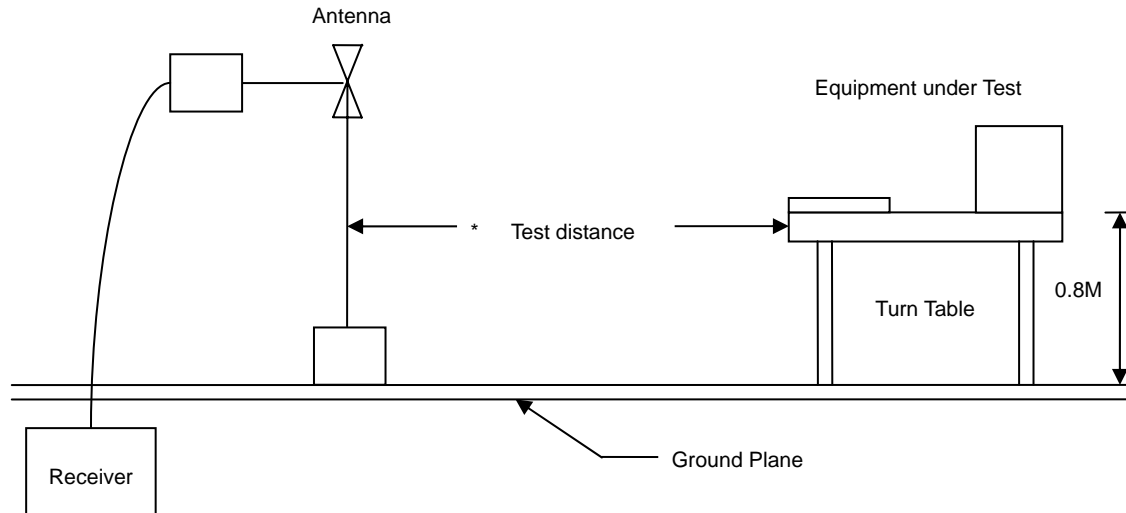 Antenna
Equipment under Test
* Test distance
0.8M
Turn Table
Ground Plane
Receiver